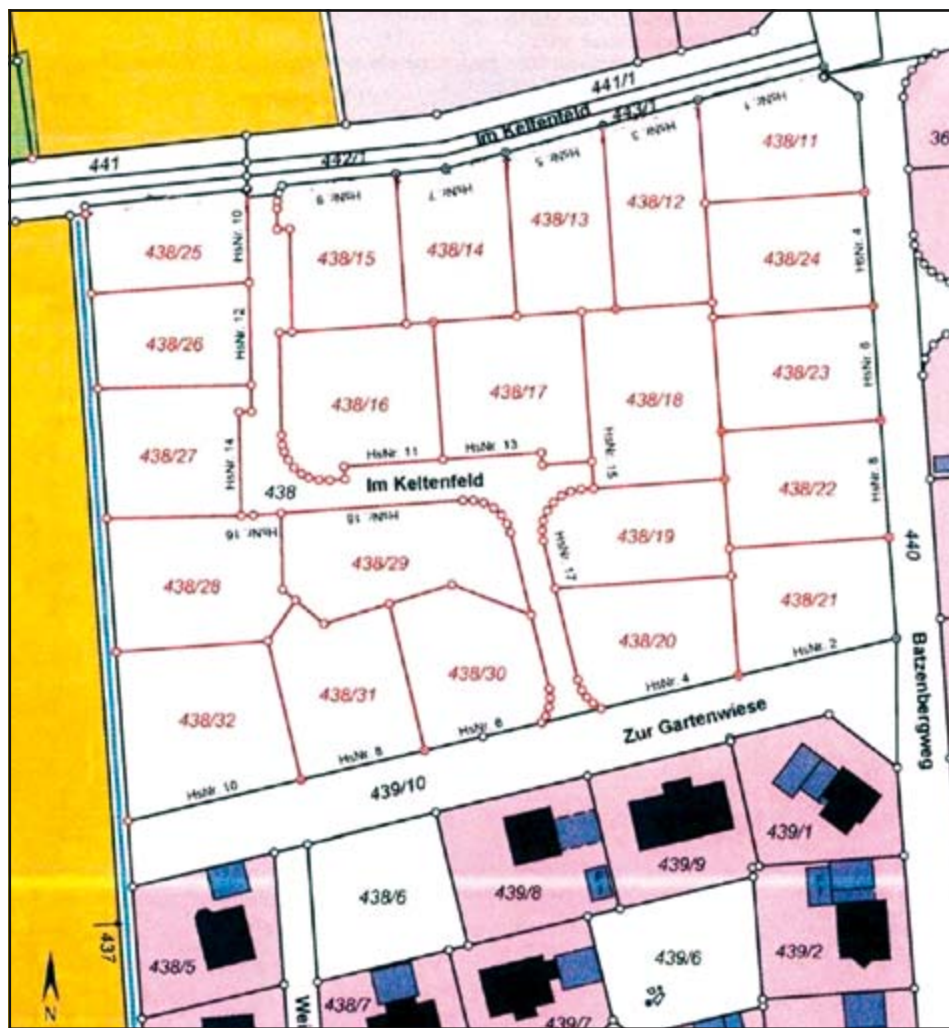 441/1
Im Keltenfeld
443/1
441
442/1
HsNr. 1
HsNr. 3
HsNr. 5
HsNr. 7
HsNr. 9
438/11
438/12
438/13
438/14
438/15
HsNr. 10
438/25
438/24
HsNr. 4
HsNr. 12
438/26
438/23
HsNr. 6
438/16
438/17
438/18
438/27
HsNr. 14
HsNr. 11
HsNr. 13
HsNr. 15
438
Im Keltenfeld
438/22
HsNr. 8
HsNr. 16
HsNr. 18
438/19
440
438/28
438/29
HsNr. 17
438/21
438/20
HsNr. 2
Batzenbergweg
438/32
438/31
438/30
HsNr. 4
HsNr. 6
HsNr. 8
HsNr. 10
Zur Gartenwiese
439/10
439/1
439/9
439/8
438/6
439/2
439/6
437
438/5
438/7
439/7
N